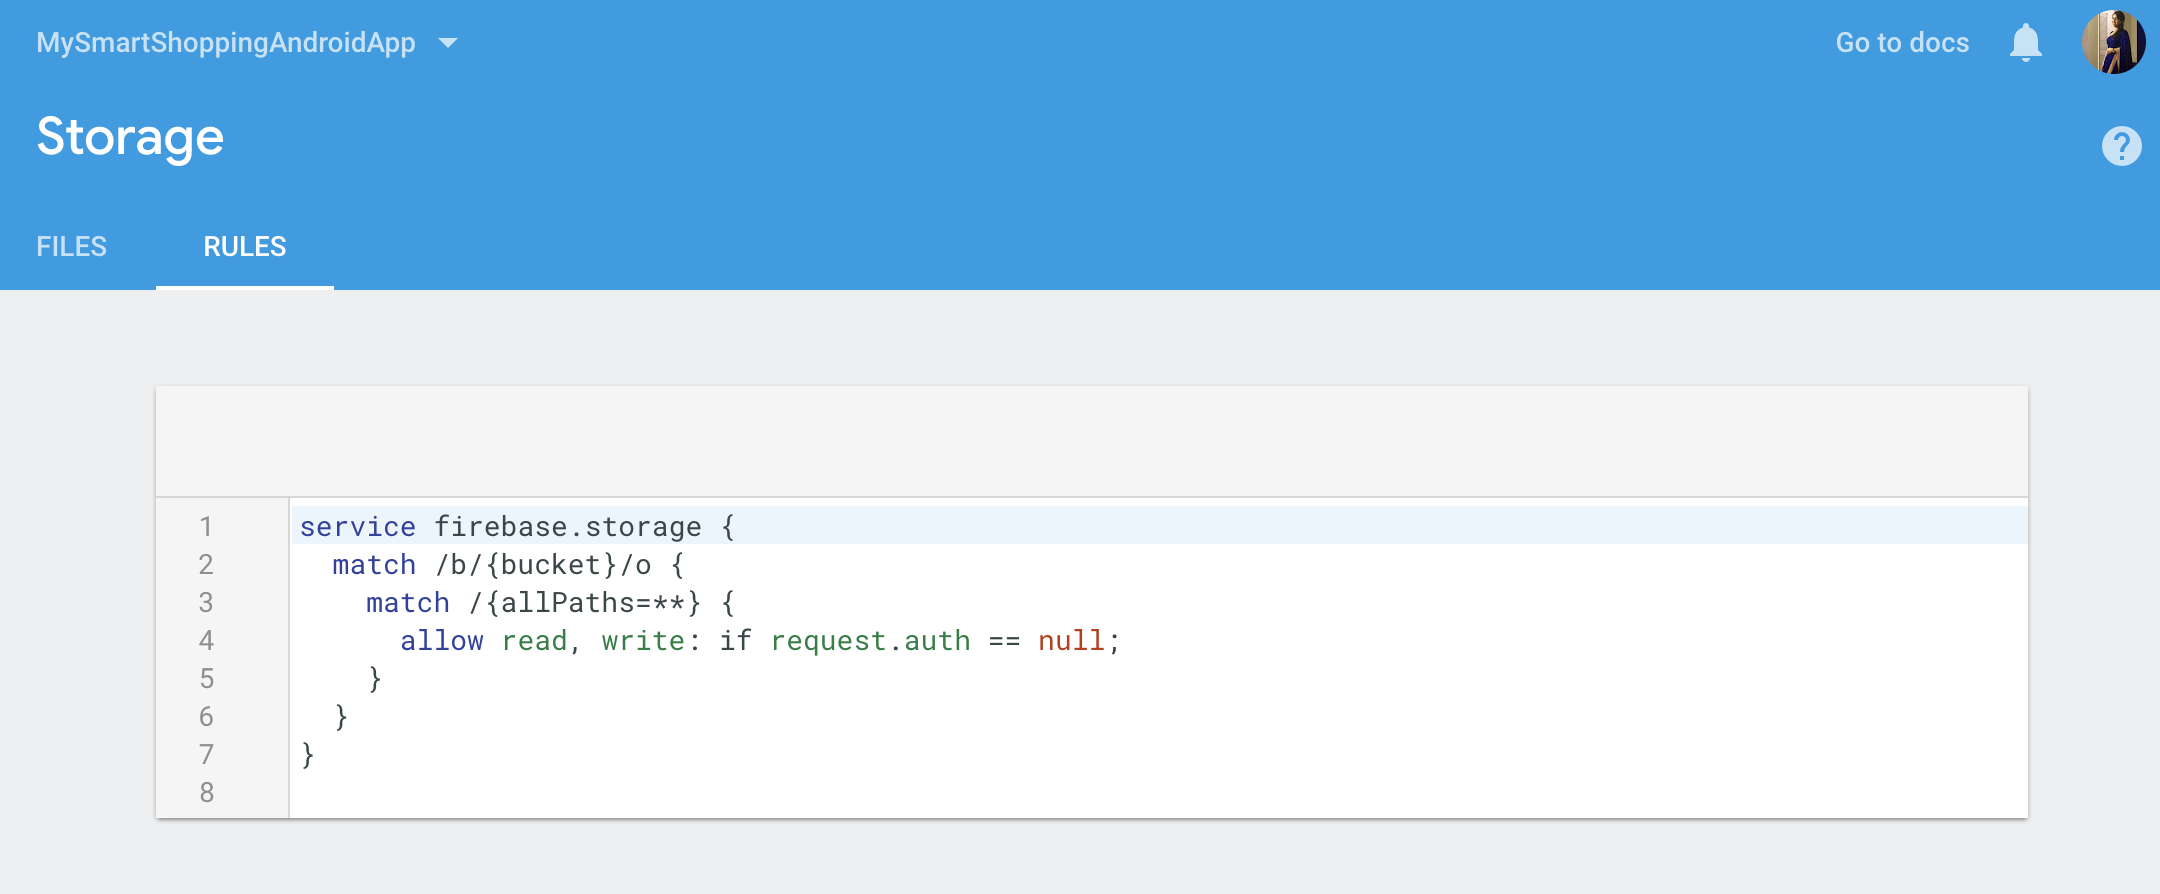 MySmartShoppingAndroidApp
Go to docs
Storage
?
FILES
RULES
1 service firebase.storage {
2   match /b/{bucket}/o {
3     match /{allPaths=**} {
4       allow read, write: if request.auth == null;
5     }
6   }
7 }
8